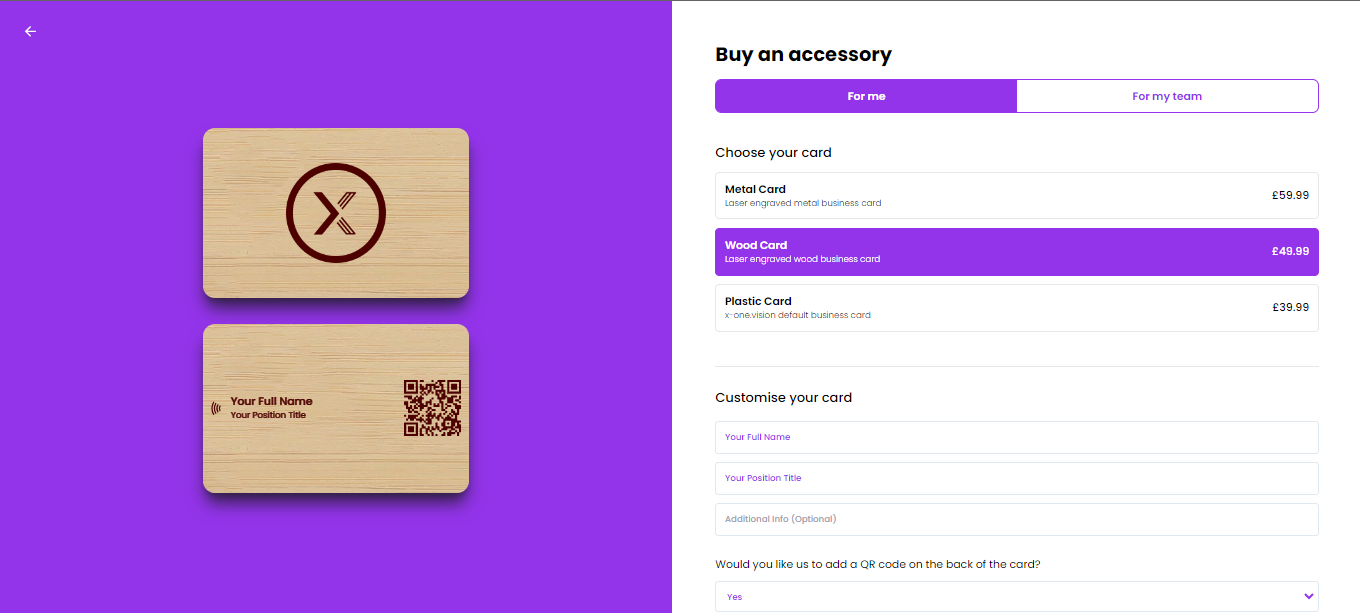 Buy an accessory
For me
For my team
Choose your card
Metal Card
Laser engraved metal business card
£59.99
Wood Card
Laser engraved wood business card
£49.99
Plastic Card
x-one.vision default business card
£39.99
Customise your card
Your Full Name
Your Position Title
Additional Info (Optional)
Would you like us to add a QR code on the back of the card?
Yes
X
Your Full Name
Your Position Title